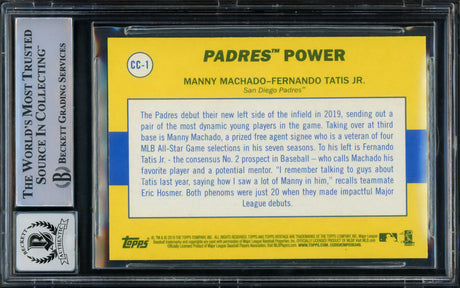 THE WORLD'S MOST TRUSTED
SOURCE IN COLLECTING™
BECKETT GRADING SERVICES
BECKETT
AUTHENTIC
CC-1
PADRES™ POWER
MANNY MACHADO–FERNANDO TATIS JR.
San Diego Padres™
The Padres debut their new left side of the infield in 2019, sending out a
pair of the most dynamic young players in the game. Taking over at third
base is Manny Machado, a prized free agent signee who is a veteran of four
MLB All-Star Game selections in his seven seasons. To his left is Fernando
Tatis Jr. - the consensus No. 2 prospect in Baseball – who calls Machado his
favorite player and a potential mentor. “I remember talking to guys about
Tatis last year, saying how I saw a lot of Manny in him,” recalls teammate
Eric Hosmer. Both phenoms were just 20 when they made impactful Major
League debuts.
Topps